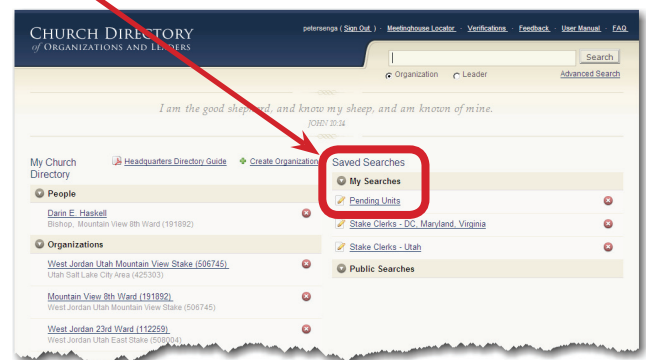 CHURCH DIRECTORY
of ORGANIZATIONS AND LEADERS
petersenga ( Sign Out ) · Meetinghouse Locator · Verifications · Feedback · User Manual · FAQ
Search
Organization Leader Advanced Search
I am the good shepherd, and know my sheep, and am known of mine.
JOHN 10:14
My Church Directory
Headquarters Directory Guide Create Organization
People
Darin E. Haskell
Bishop, Mountain View 8th Ward (191892)
Organizations
West Jordan Utah Mountain View Stake (506745)
Utah Salt Lake City Area (425303)
Mountain View 8th Ward (191892)
West Jordan Utah Mountain View Stake (506745)
West Jordan 23rd Ward (112259)
West Jordan Utah East Stake (508004)
Saved Searches
My Searches
Pending Units
Stake Clerks - DC, Maryland, Virginia
Stake Clerks - Utah
Public Searches